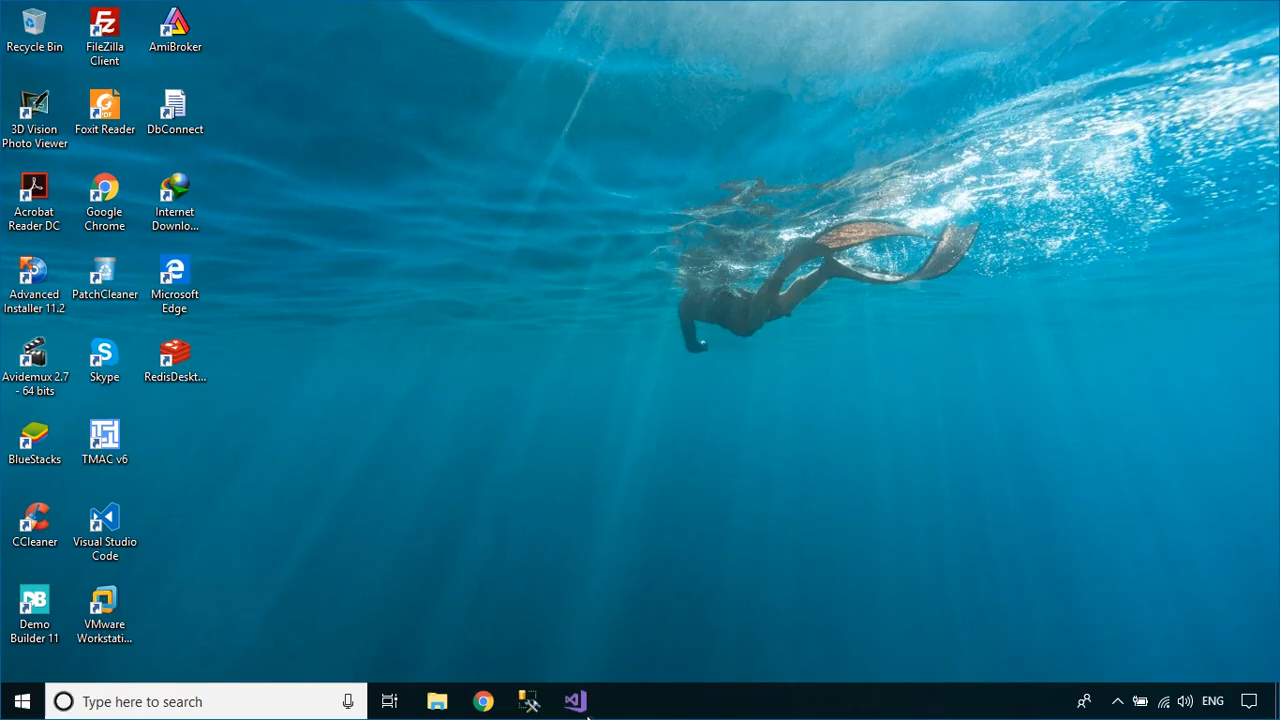 Recycle Bin
FileZilla
Client
AmiBroker
3D Vision
Photo Viewer
Foxit Reader
DbConnect
Acrobat
Reader DC
Google
Chrome
Internet
Downlo...
Advanced
Installer 11.2
PatchCleaner
Microsoft
Edge
Avidemux 2.7
- 64 bits
Skype
RedisDeskt...
BlueStacks
TMAC v6
CCleaner
Visual Studio
Code
Demo
Builder 11
VMware
Workstati...
Type here to search
ENG